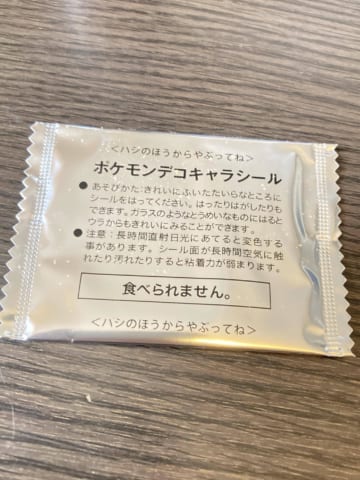 ＜ハシのほうからやぶってね＞
ポケモンデコキャラシール
●あそびかた：きれいにふいたたいらなところに
シールをはってください。はったりはがしたりも
できます。ガラスのようなとうめいなものにはると
ウラからもきれいにみることができます。
●注意：長時間直射日光にあてると変色する
事があります。シール面が長時間空気に触
れたり汚れたりすると粘着力が弱まります。
食べられません。
＜ハシのほうからやぶってね＞